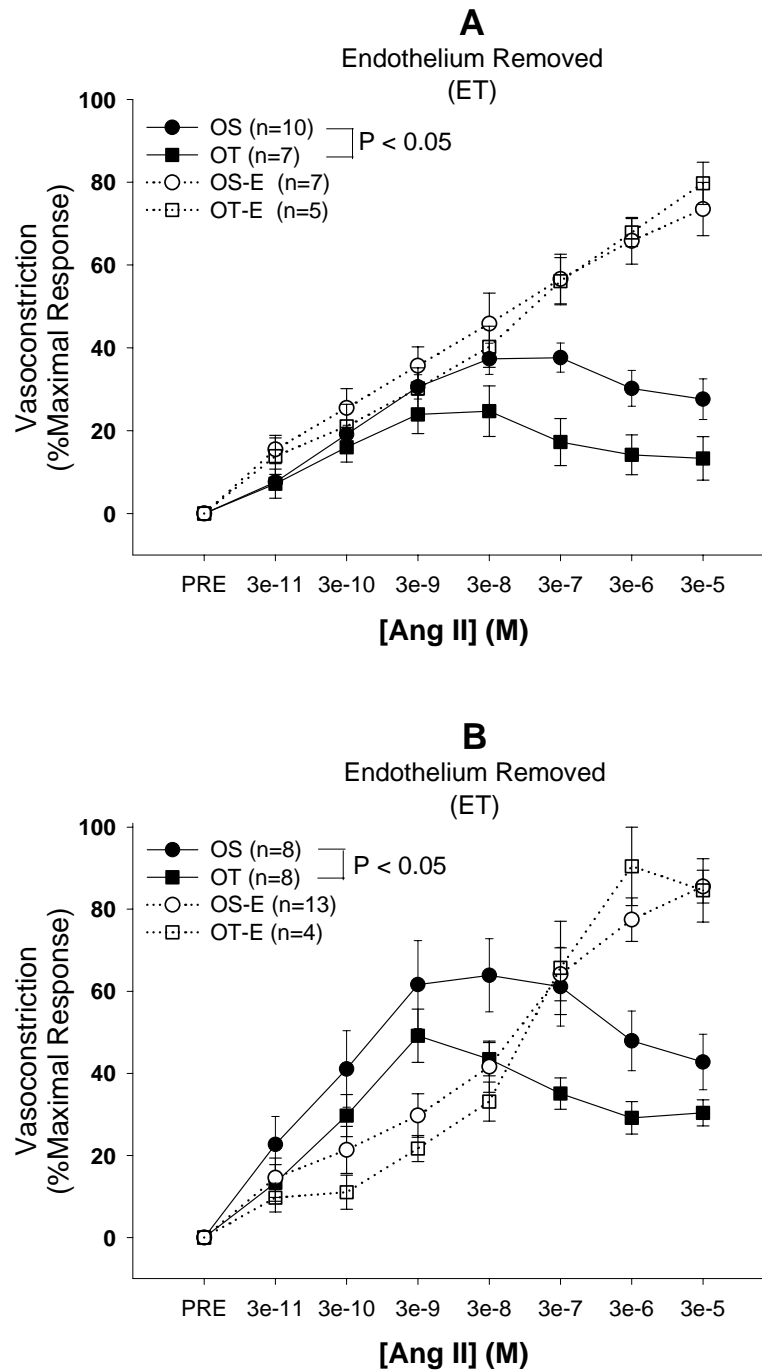 A
Endothelium Removed
(ET)
100
80
60
40
20
0
Vasoconstriction
(%Maximal Response)
OS (n=10)
OT (n=7)
OS-E (n=7)
OT-E (n=5)
P < 0.05
PRE 3e-11 3e-10 3e-9 3e-8 3e-7 3e-6 3e-5
[Ang II] (M)
B
Endothelium Removed
(ET)
100
80
60
40
20
0
Vasoconstriction
(%Maximal Response)
OS (n=8)
OT (n=8)
OS-E (n=13)
OT-E (n=4)
P < 0.05
PRE 3e-11 3e-10 3e-9 3e-8 3e-7 3e-6 3e-5
[Ang II] (M)